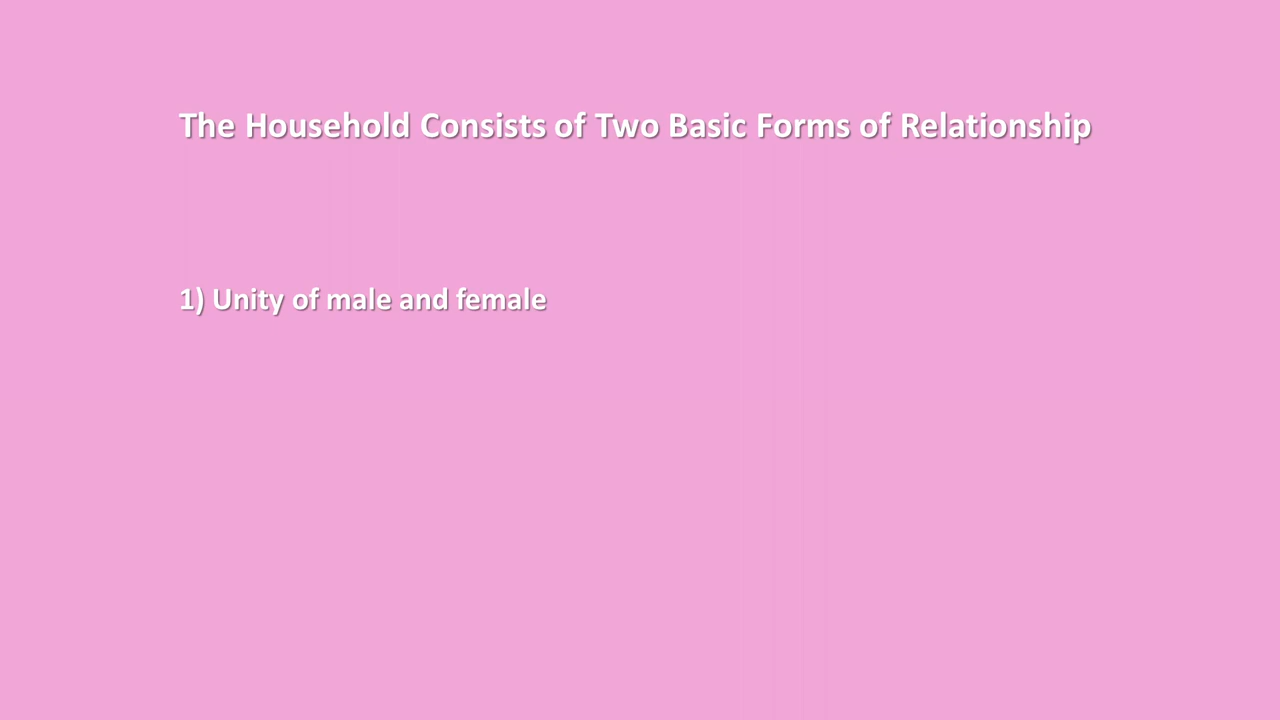 The Household Consists of Two Basic Forms of Relationship
1) Unity of male and female